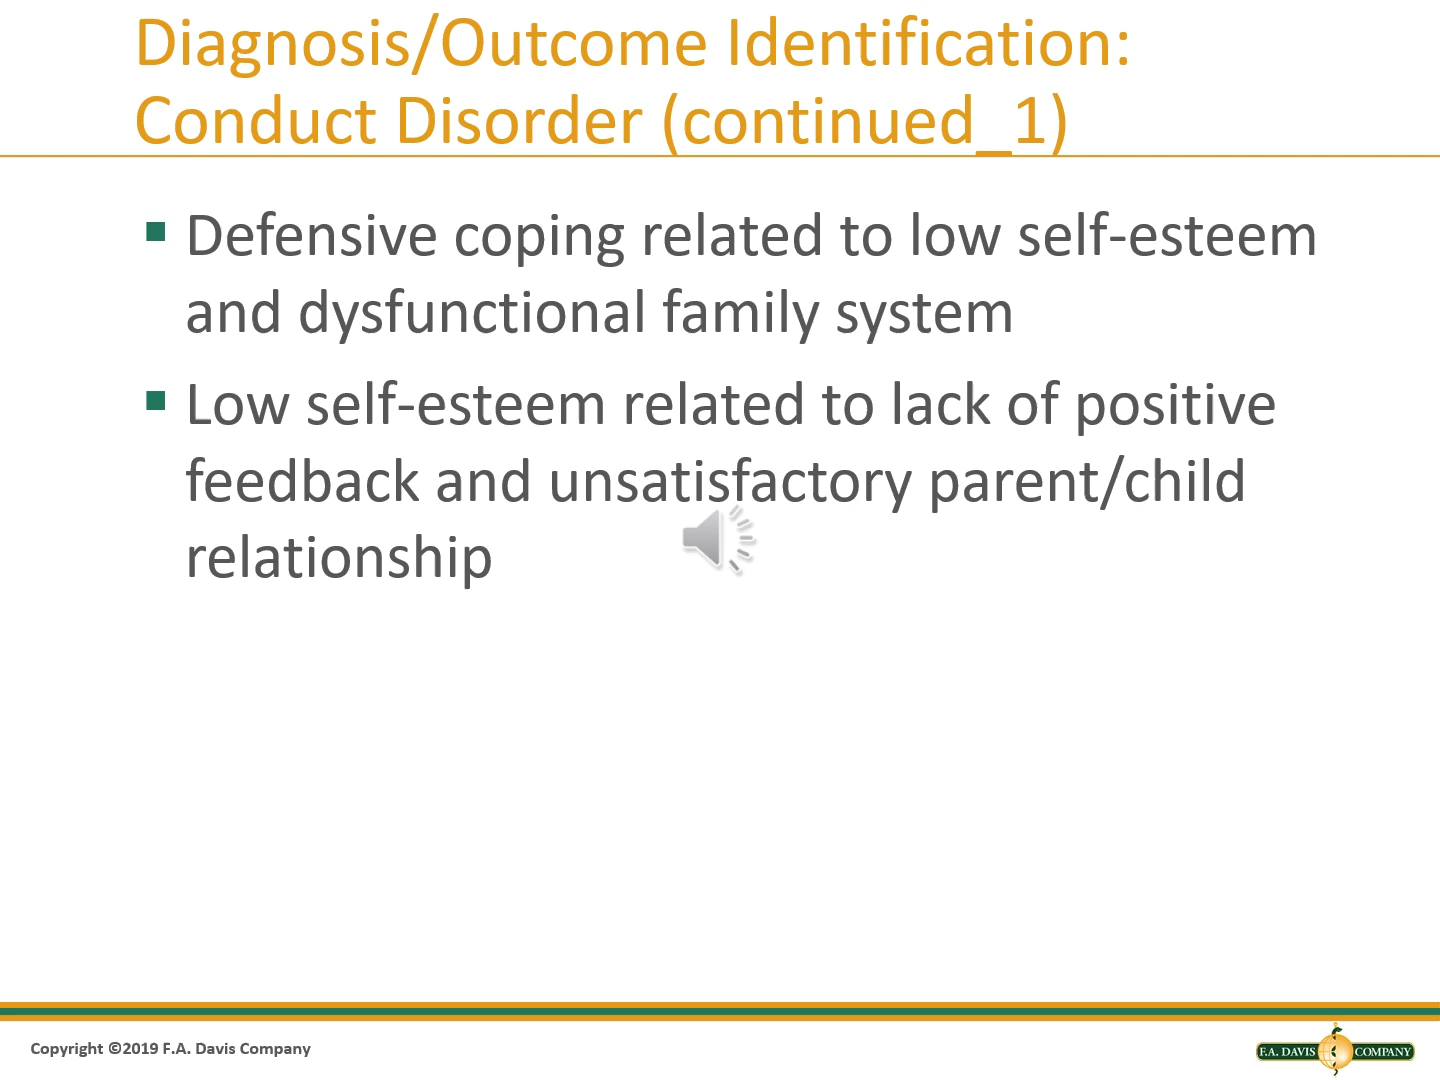 Diagnosis/Outcome Identification:
Conduct Disorder (continued_1)
▪ Defensive coping related to low self-esteem
and dysfunctional family system
▪ Low self-esteem related to lack of positive
feedback and unsatisfactory parent/child
relationship
Copyright ©2019 F.A. Davis Company
F.A. DAVIS COMPANY